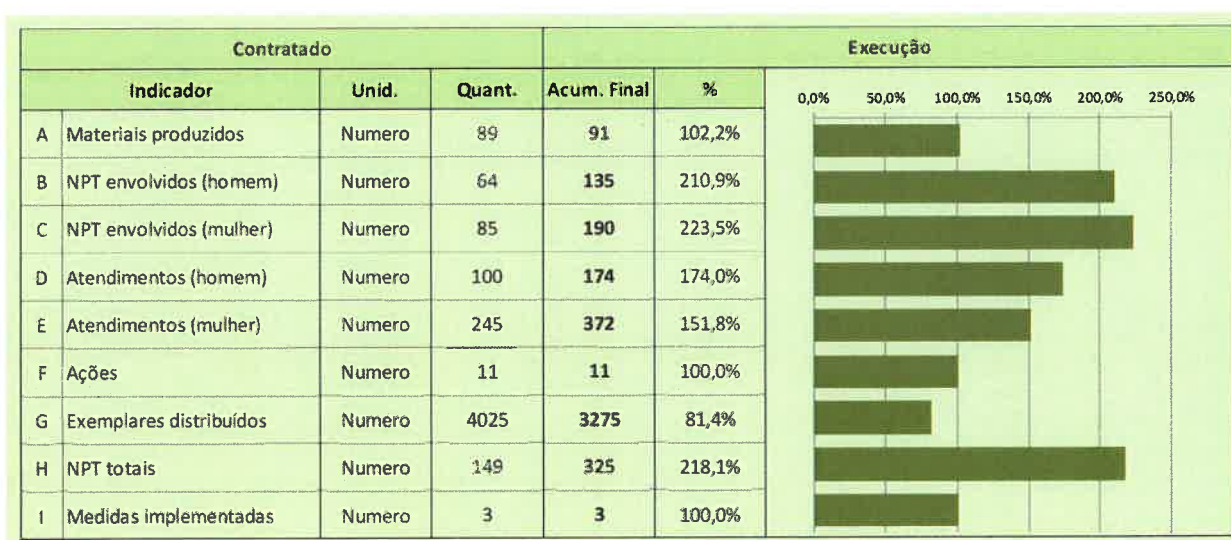 Contratado Execução
Indicador Unid. Quant. Acum. Final %
0,0% 50,0% 100,0% 150,0% 200,0% 250,0%
A Materiais produzidos Numero 89 91 102,2%
B NPT envolvidos (homem) Numero 64 135 210,9%
C NPT envolvidos (mulher) Numero 85 190 223,5%
D Atendimentos (homem) Numero 100 174 174,0%
E Atendimentos (mulher) Numero 245 372 151,8%
F Ações Numero 11 11 100,0%
G Exemplares distribuídos Numero 4025 3275 81,4%
H NPT totais Numero 149 325 218,1%
I Medidas implementadas Numero 3 3 100,0%